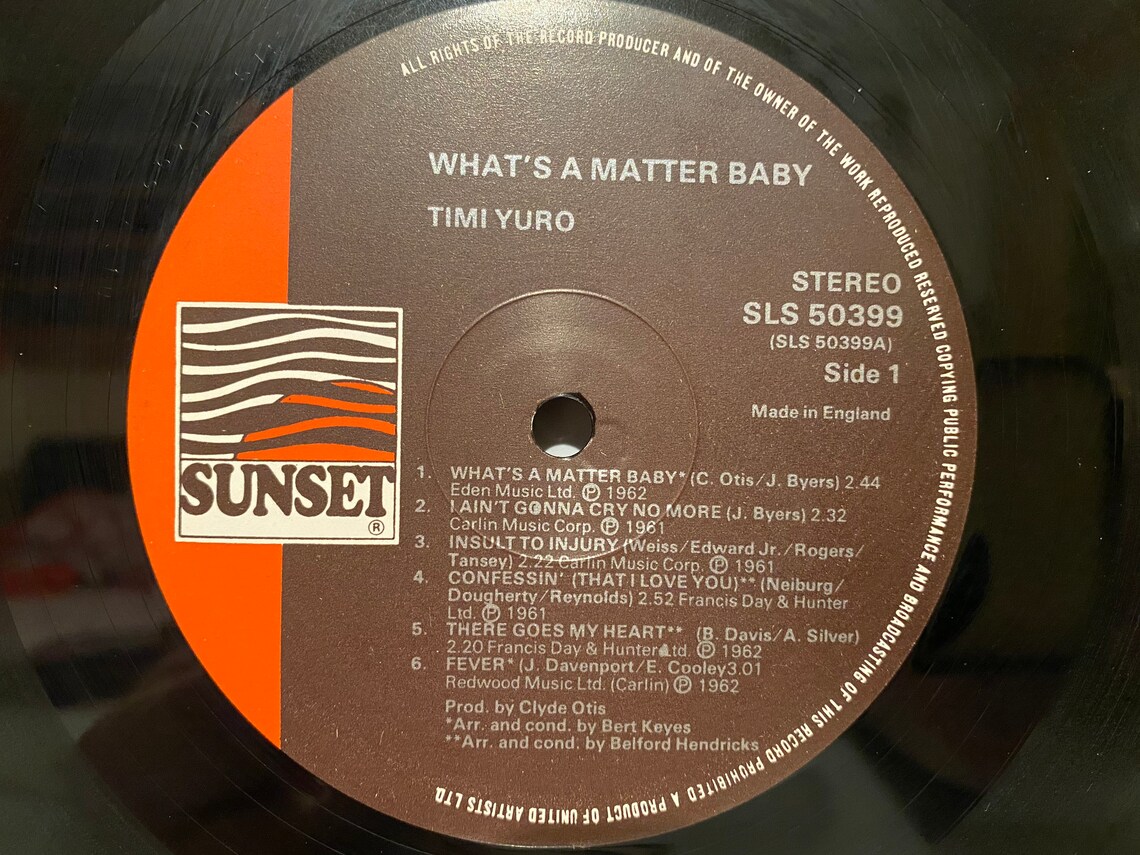 ALL RIGHTS OF THE RECORD PRODUCER AND OF THE OWNER OF THE WORK REPRODUCED RESERVED COPYING PUBLIC PERFORMANCE AND BROADCASTING OF THIS RECORD PROHIBITED A PRODUCT OF UNITED ARTISTS LTD.
WHAT'S A MATTER BABY
TIMI YURO
STEREO
SLS 50399
(SLS 50399A)
Side 1
Made in England
SUNSET
®
1. WHAT'S A MATTER BABY* (C. Otis/J. Byers) 2.44
Eden Music Ltd. Ⓟ 1962
2. I AIN'T GONNA CRY NO MORE (J. Byers) 2.32
Carlin Music Corp. Ⓟ 1961
3. INSULT TO INJURY (Weiss/Edward Jr./Rogers/
Tansey) 2.22 Carlin Music Corp. Ⓟ 1961
4. CONFESSIN' (THAT I LOVE YOU)** (Neiburg/
Dougherty/Reynolds) 2.52 Francis Day & Hunter
Ltd. Ⓟ 1961
5. THERE GOES MY HEART** (B. Davis/A. Silver)
2.20 Francis Day & Hunter Ltd. Ⓟ 1962
6. FEVER* (J. Davenport/E. Cooley3.01
Redwood Music Ltd. (Carlin) Ⓟ 1962
Prod. by Clyde Otis
*Arr. and cond. by Bert Keyes
**Arr. and cond. by Belford Hendricks